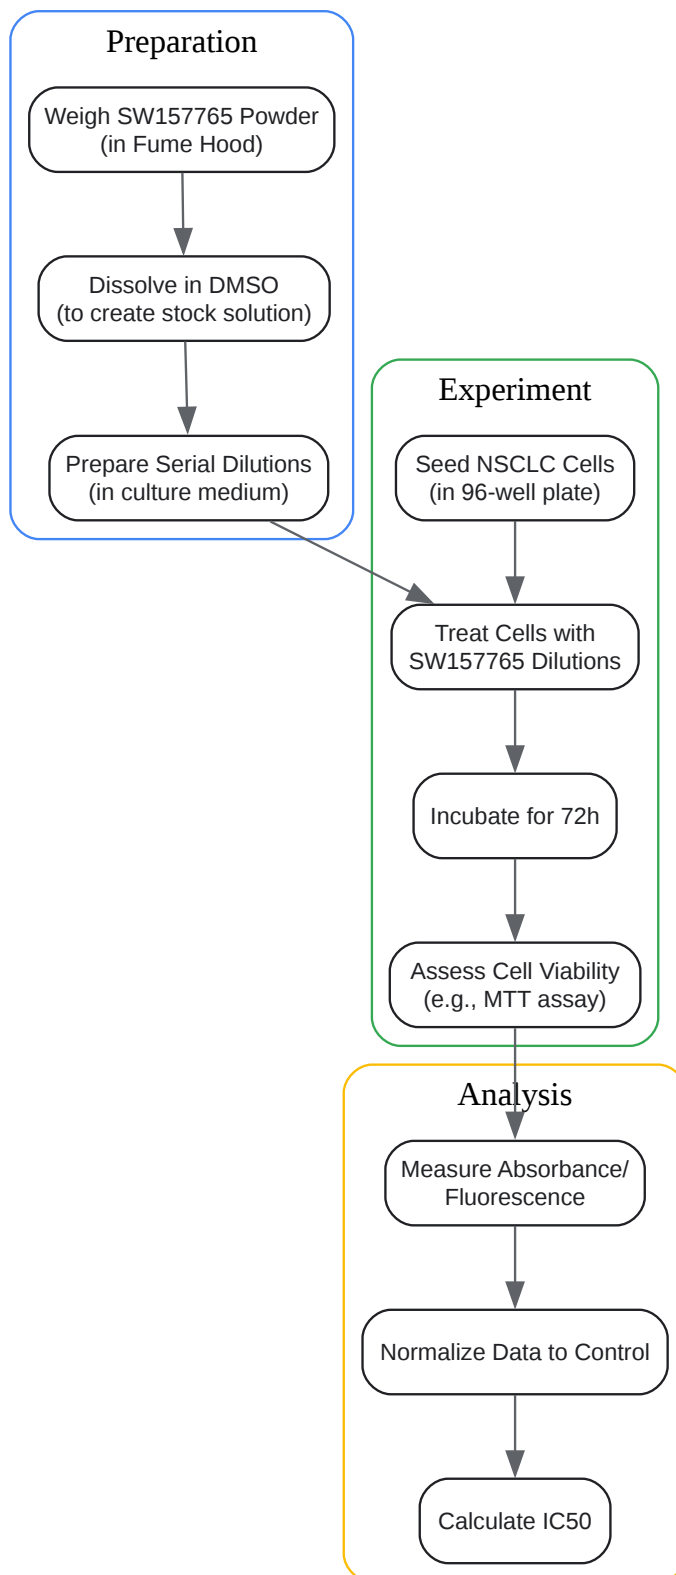 Preparation
Weigh SW157765 Powder
(in Fume Hood)
Dissolve in DMSO
(to create stock solution)
Prepare Serial Dilutions
(in culture medium)
Experiment
Seed NSCLC Cells
(in 96-well plate)
Treat Cells with
SW157765 Dilutions
Incubate for 72h
Assess Cell Viability
(e.g., MTT assay)
Analysis
Measure Absorbance/
Fluorescence
Normalize Data to Control
Calculate IC50